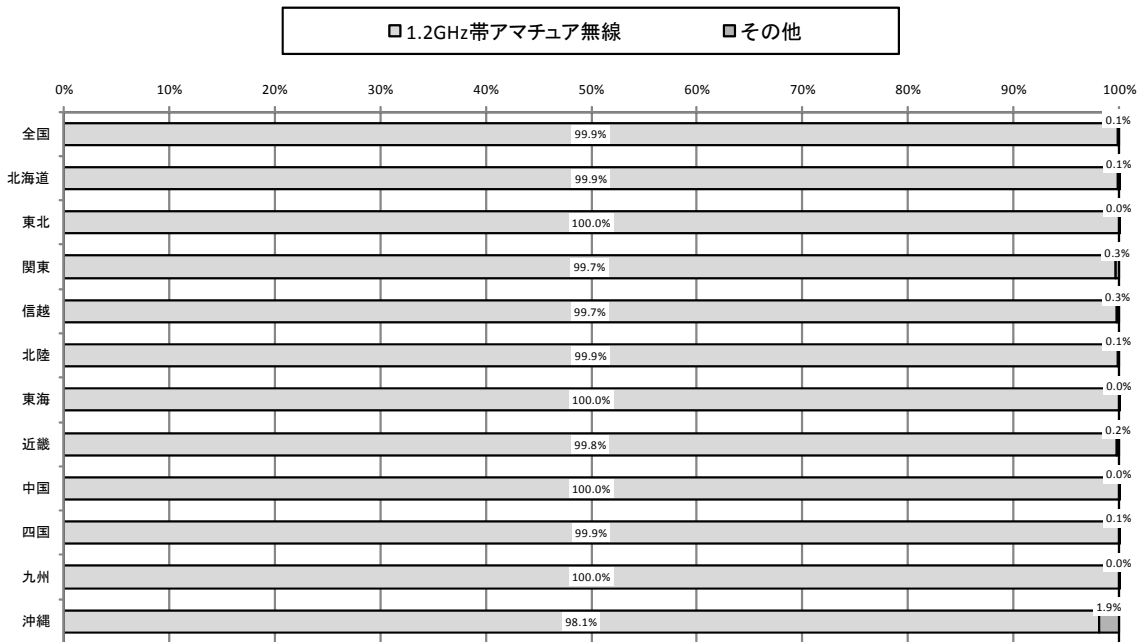 1.2GHz帯アマチュア無線 その他
0% 10% 20% 30% 40% 50% 60% 70% 80% 90% 100%
全国 99.9% 0.1%
北海道 99.9% 0.1%
東北 100.0% 0.0%
関東 99.7% 0.3%
信越 99.7% 0.3%
北陸 99.9% 0.1%
東海 100.0% 0.0%
近畿 99.8% 0.2%
中国 100.0% 0.0%
四国 99.9% 0.1%
九州 100.0% 0.0%
沖縄 98.1% 1.9%